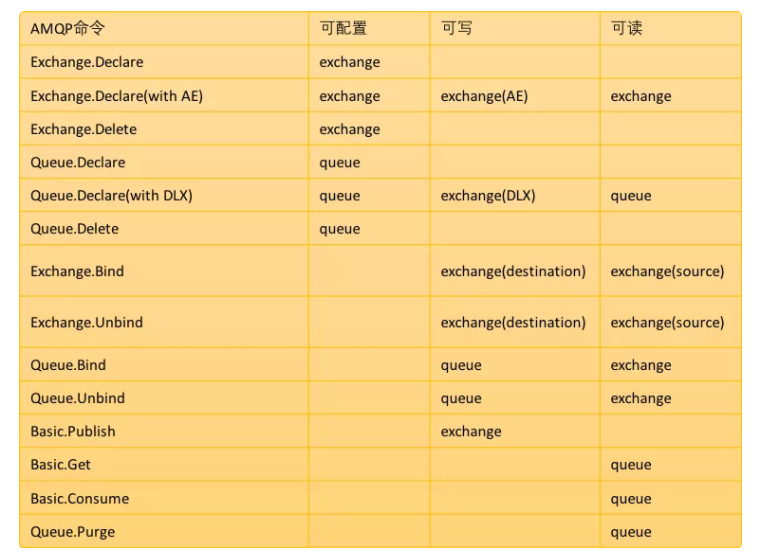 AMQP命令 可配置 可写 可读
Exchange.Declare exchange
Exchange.Declare(with AE) exchange exchange(AE) exchange
Exchange.Delete exchange
Queue.Declare queue
Queue.Declare(with DLX) queue exchange(DLX) queue
Queue.Delete queue
Exchange.Bind exchange(destination) exchange(source)
Exchange.Unbind exchange(destination) exchange(source)
Queue.Bind queue exchange
Queue.Unbind queue exchange
Basic.Publish exchange
Basic.Get queue
Basic.Consume queue
Queue.Purge queue